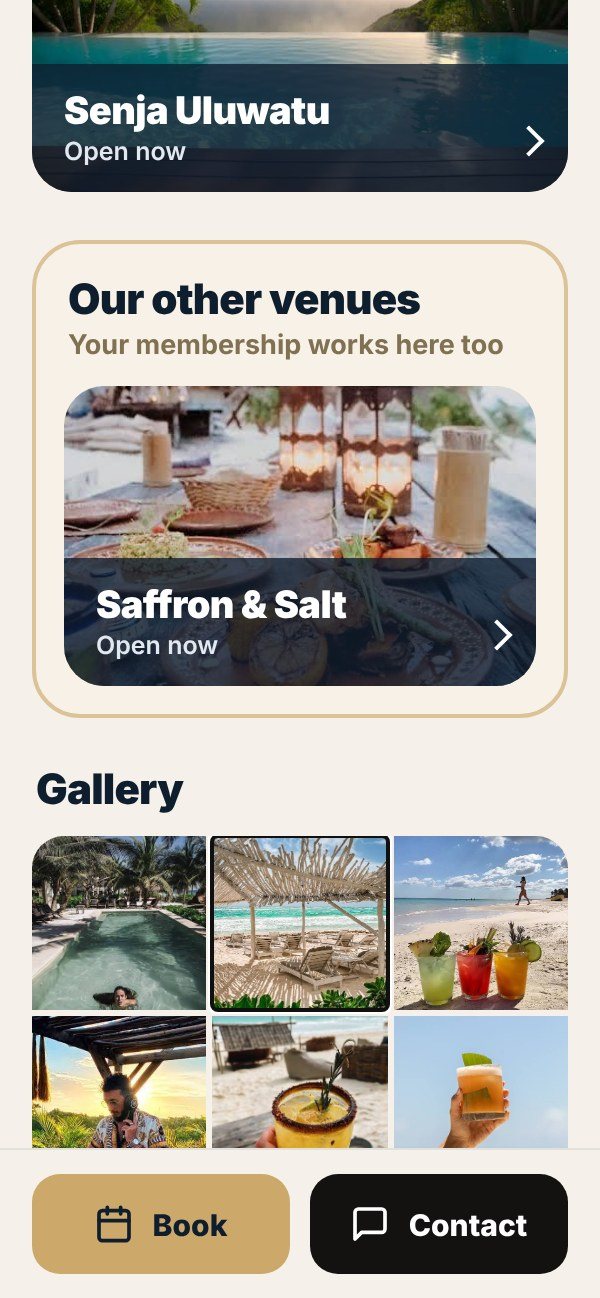 Senja Uluwatu
Open now
Our other venues
Your membership works here too
Saffron & Salt
Open now
Gallery
Book
Contact